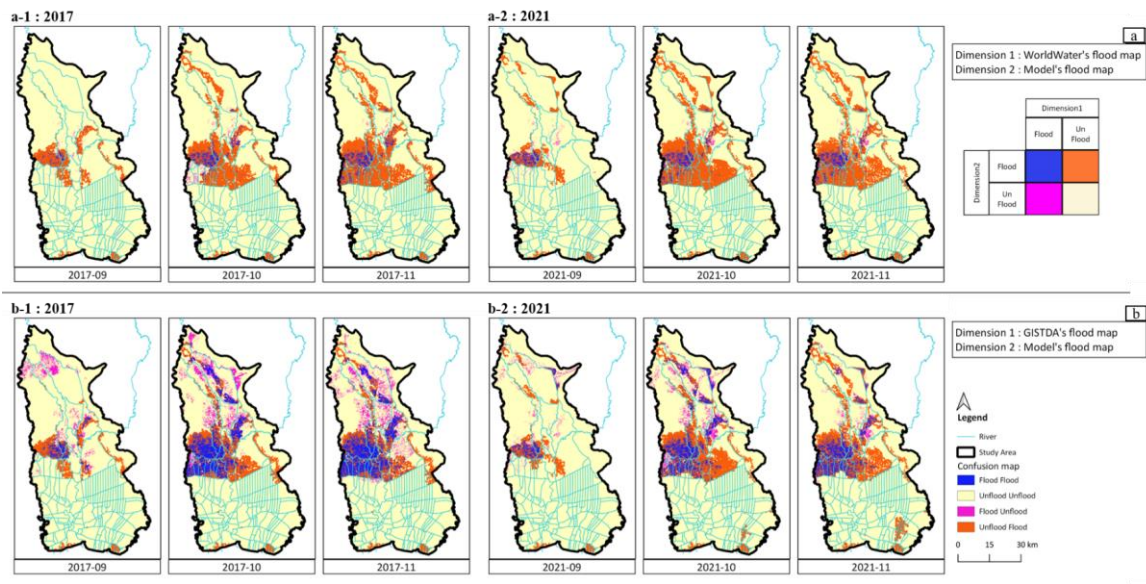 a-1 : 2017
a-2 : 2021
a
Dimension 1 : WorldWater's flood map
Dimension 2 : Model's flood map
Dimension1
Flood
Un
Flood
Dimension2
Flood
Un
Flood
2017-09
2017-10
2017-11
2021-09
2021-10
2021-11
b-1 : 2017
b-2 : 2021
b
Dimension 1 : GISTDA's flood map
Dimension 2 : Model's flood map
Legend
River
Study Area
Confusion map
Flood Flood
Unflood Unflood
Flood Unflood
Unflood Flood
0 15 30 km
2017-09
2017-10
2017-11
2021-09
2021-10
2021-11